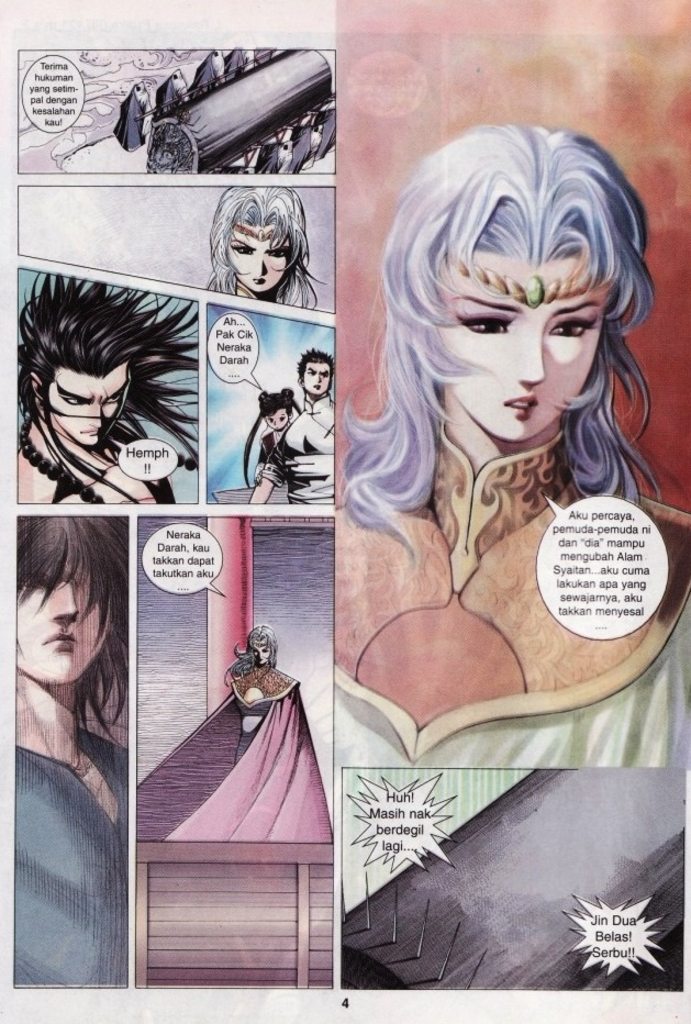 Terima
hukuman
yang setim-
pal dengan
kesalahan
kau!
Hemph
!!
Ah...
Pak Cik
Neraka
Darah
....
Neraka
Darah, kau
takkan dapat
takutkan aku
....
Aku percaya,
pemuda-pemuda ni
dan "dia" mampu
mengubah Alam
Syaitan...aku cuma
lakukan apa yang
sewajarnya, aku
takkan menyesal
....
Huh!
Masih nak
berdegil
lagi....
Jin Dua
Belas!
Serbu!!
4